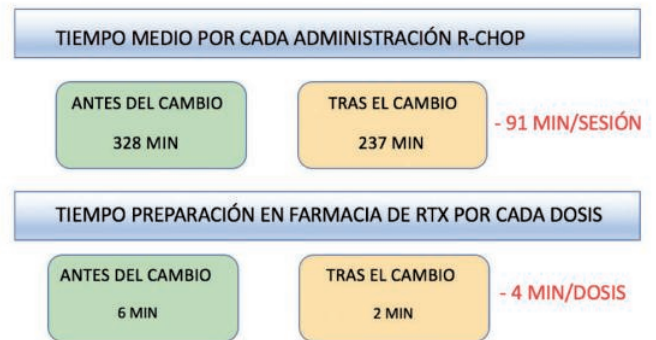 TIEMPO MEDIO POR CADA ADMINISTRACIÓN R-CHOP
ANTES DEL CAMBIO
328 MIN
TRAS EL CAMBIO
237 MIN
- 91 MIN/SESIÓN
TIEMPO PREPARACIÓN EN FARMACIA DE RTX POR CADA DOSIS
ANTES DEL CAMBIO
6 MIN
TRAS EL CAMBIO
2 MIN
- 4 MIN/DOSIS